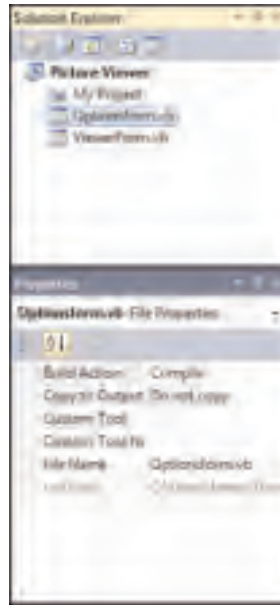 Solution Explorer
Picture Viewer
My Project
OptionsForm.vb
ViewerForm.vb
Properties
OptionsForm.vb File Properties
Build Action Compile
Copy to Output Do not copy
Custom Tool
Custom Tool Na
File Name OptionsForm.vb